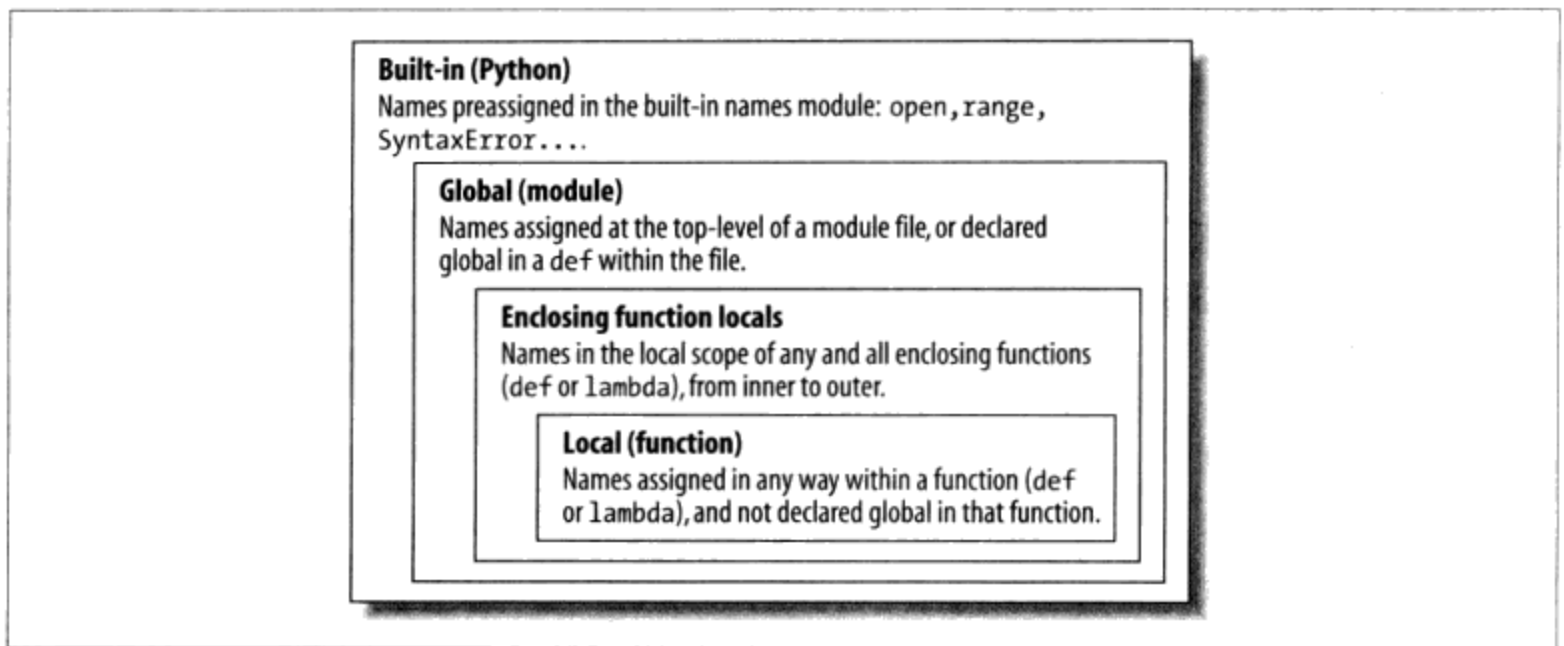 Built-in (Python)
Names preassigned in the built-in names module: open,range,
SyntaxError....
Global (module)
Names assigned at the top-level of a module file, or declared
global in a def within the file.
Enclosing function locals
Names in the local scope of any and all enclosing functions
(def or lambda), from inner to outer.
Local (function)
Names assigned in any way within a function (def
or lambda), and not declared global in that function.